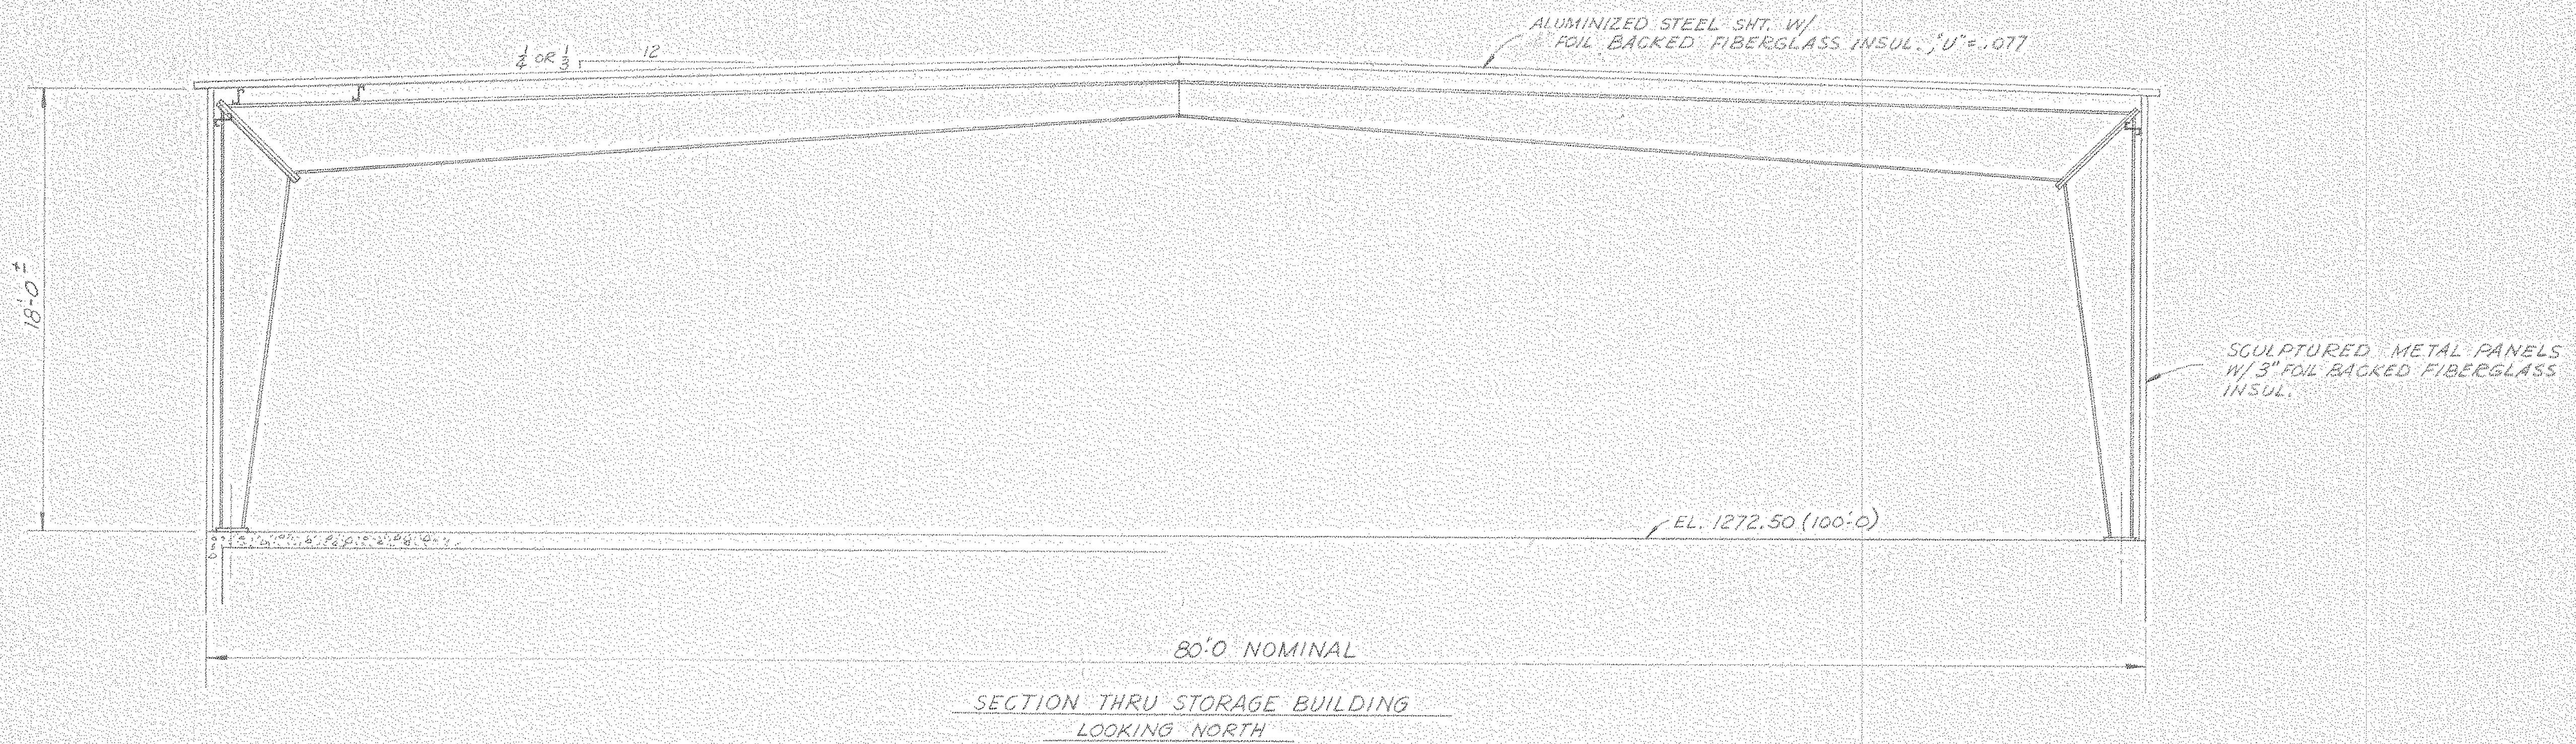 ALUMINIZED STEEL SHT. W/
FOIL BACKED FIBERGLASS INSUL. ; "U" = .077
1/4 OR 1/3 12
18'-0 ±
SCULPTURED METAL PANELS
W/ 3" FOIL BACKED FIBERGLASS
INSUL.
EL. 1272.50 (100'-0)
80'-0 NOMINAL
SECTION THRU STORAGE BUILDING
LOOKING NORTH